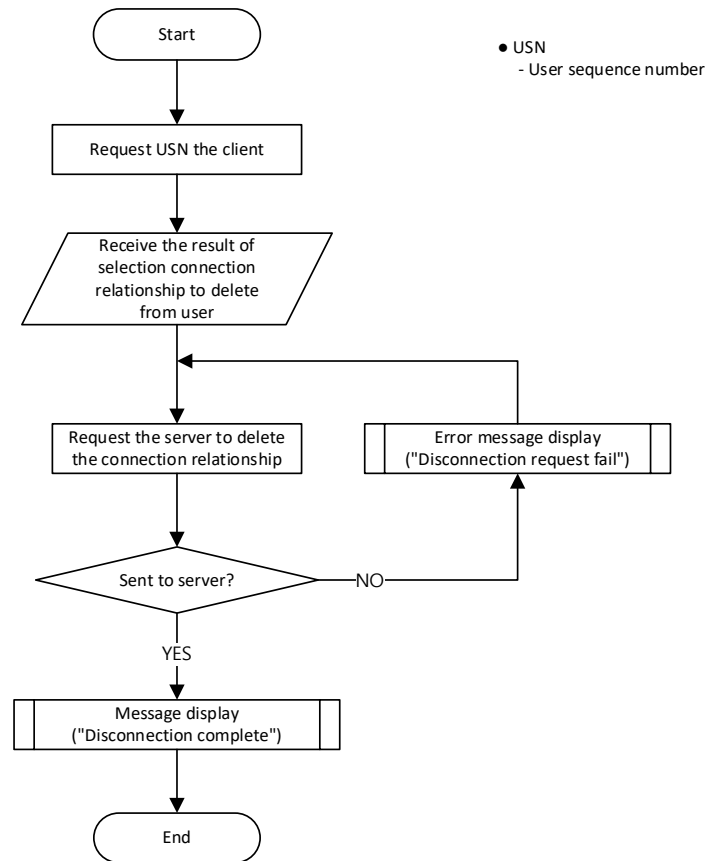 Start
● USN
- User sequence number
Request USN the client
Receive the result of
selection connection
relationship to delete
from user
Request the server to delete
the connection relationship
Error message display
("Disconnection request fail")
Sent to server?
NO
YES
Message display
("Disconnection complete")
End